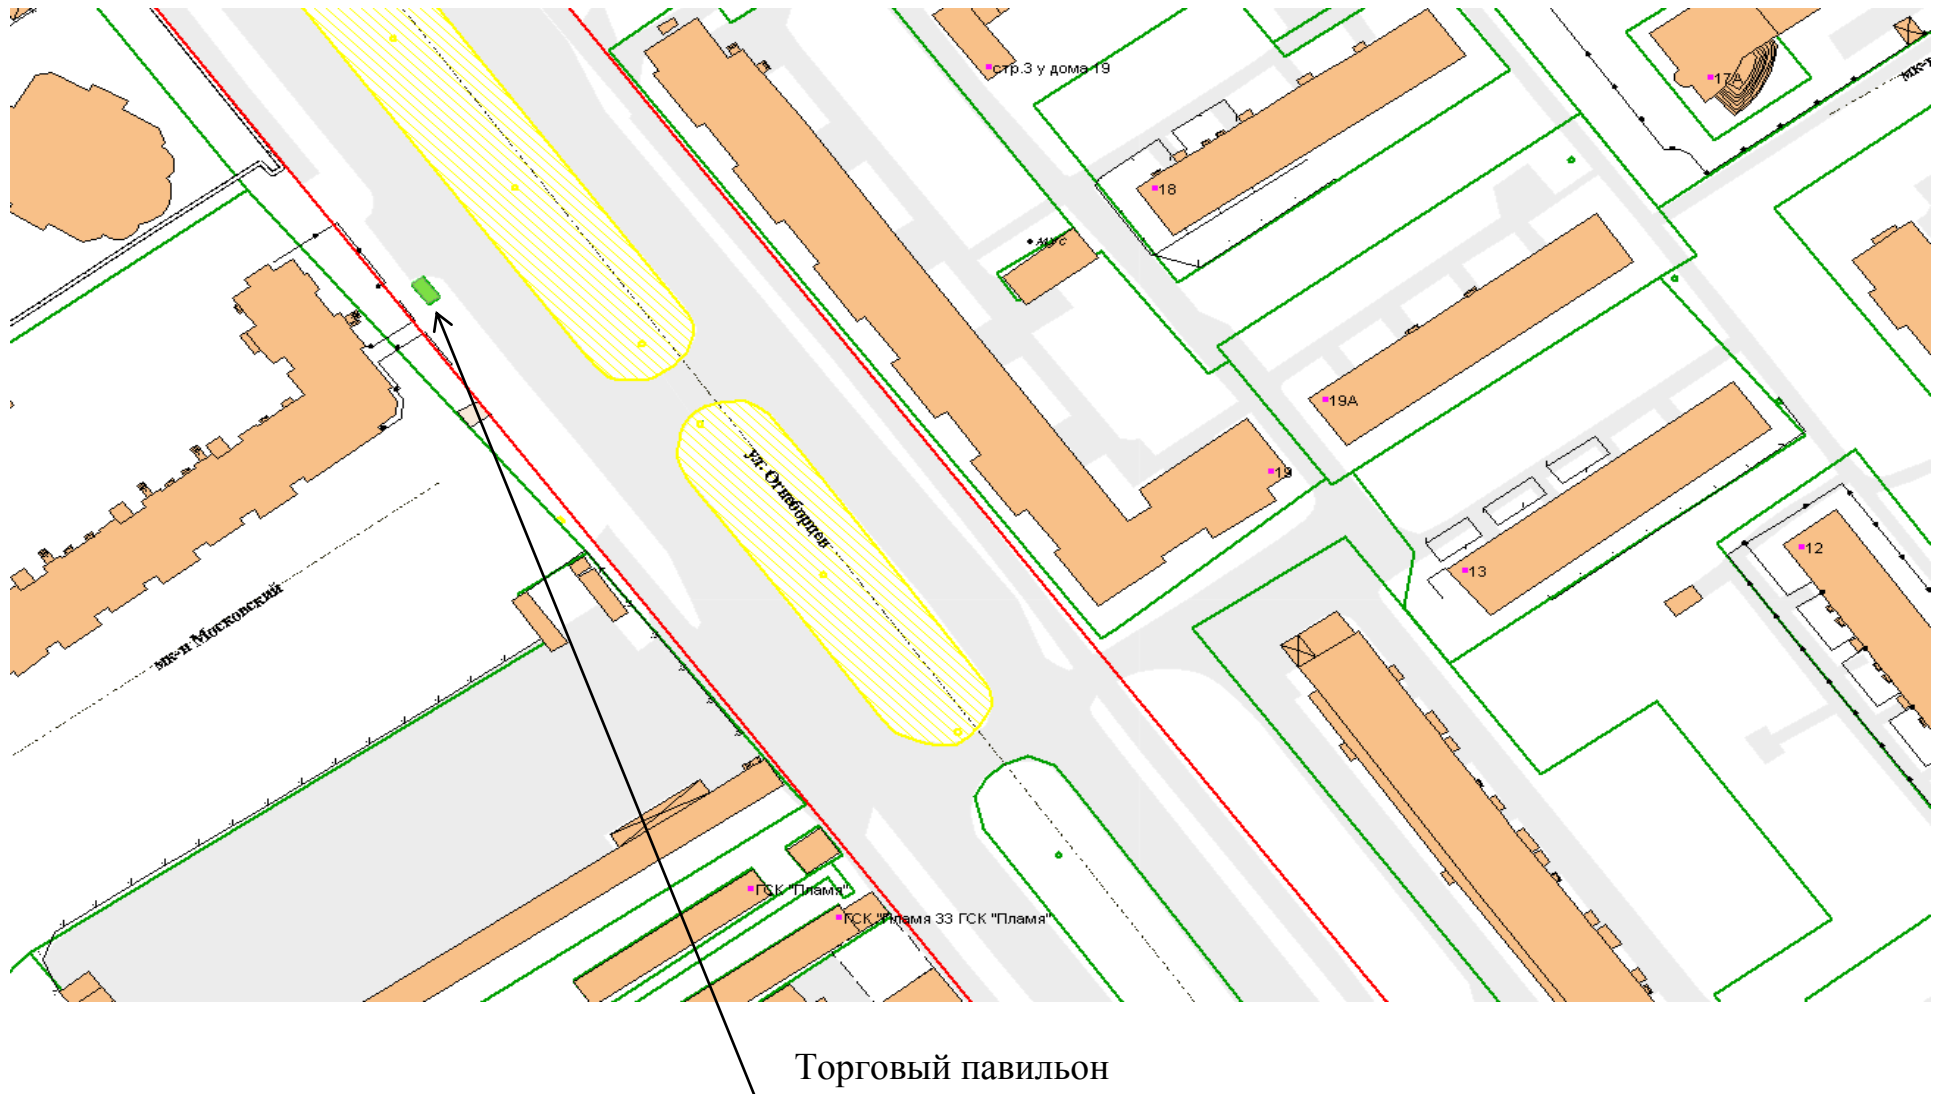 стр.3 у дома 19
17А
мк-н
18
МУС
19А
19
ул. Огнеборцев
12
13
мк-н Московский
ГСК "Пламя"
ГСК "Пламя 33 ГСК "Пламя"
Торговый павильон